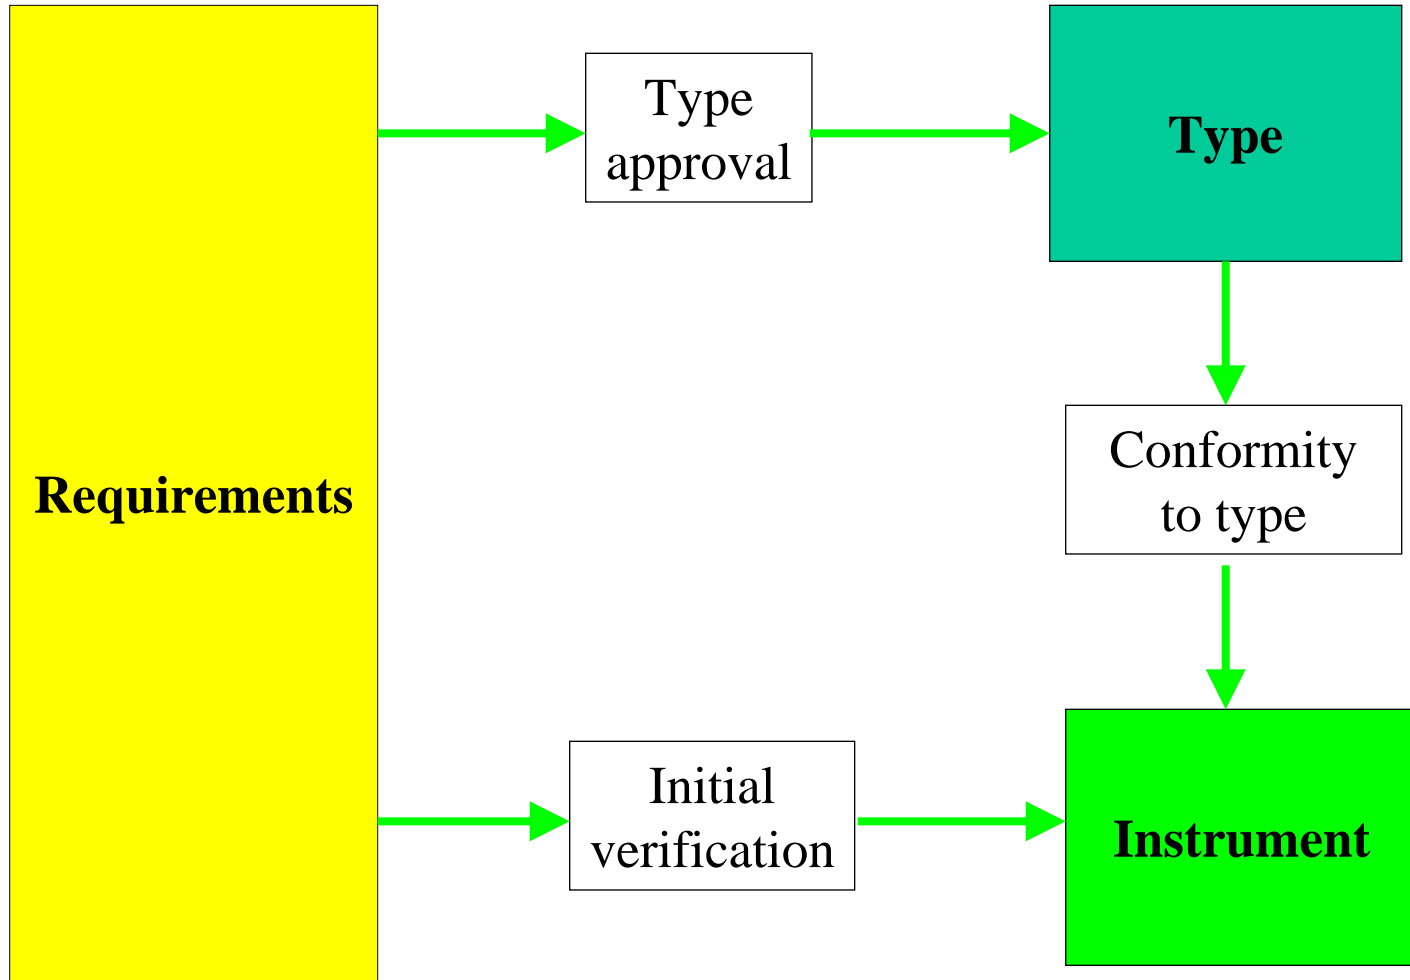 Type
approval
Type
Requirements
Conformity
to type
Initial
verification
Instrument